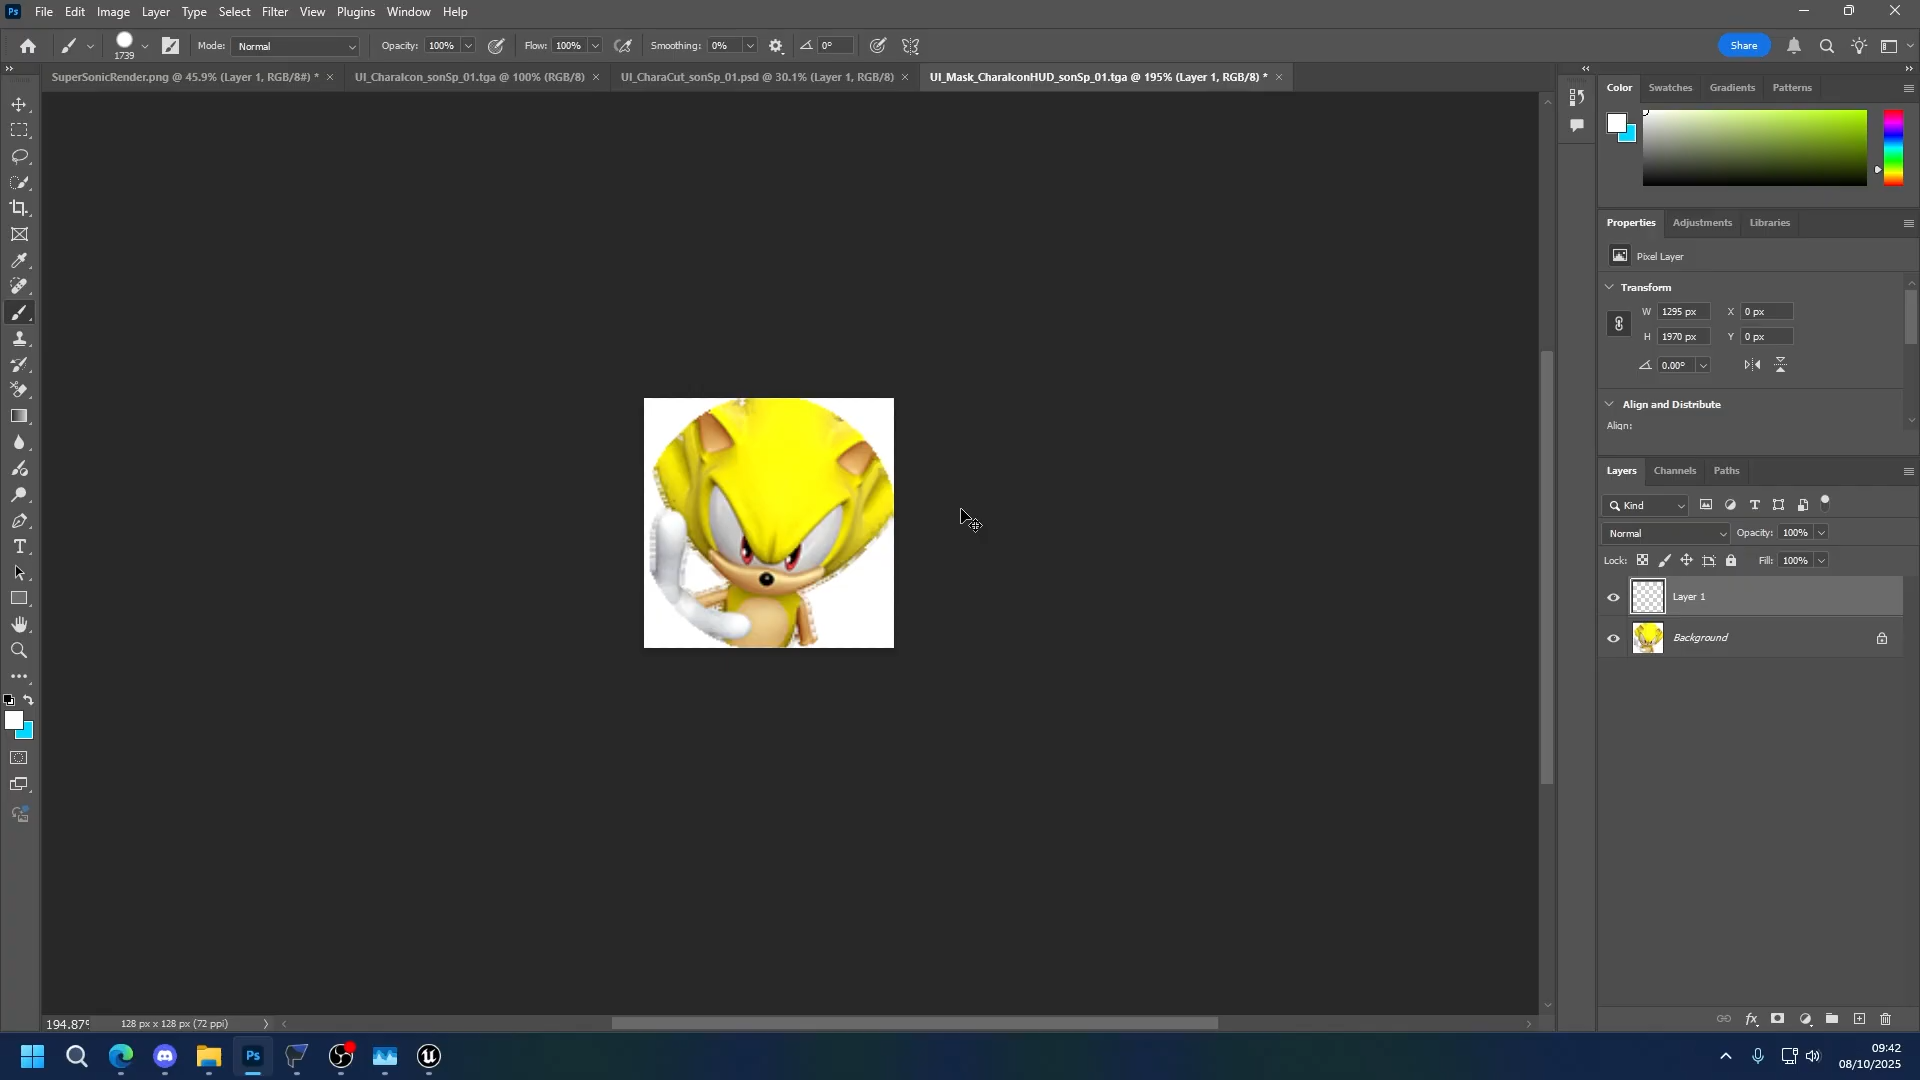 Ps File Edit Image Layer Type Select Filter View Plugins Window Help
1739 Mode: Normal Opacity: 100% Flow: 100% Smoothing: 0% 0° Share
SuperSonicRender.png @ 45.9% (Layer 1, RGB/8#) * UI_CharaIcon_sonSp_01.tga @ 100% (RGB/8) UI_CharaCut_sonSp_01.psd @ 30.1% (Layer 1, RGB/8) UI_Mask_CharaIconHUD_sonSp_01.tga @ 195% (Layer 1, RGB/8) *
Color Swatches Gradients Patterns
Properties Adjustments Libraries
Pixel Layer
Transform
W 1295 px X 0 px
H 1970 px Y 0 px
0.00°
Align and Distribute
Align:
Layers Channels Paths
Kind
Normal Opacity: 100%
Lock: Fill: 100%
Layer 1
Background
194.87% 128 px x 128 px (72 ppi)
Ps 09:42
08/10/2025